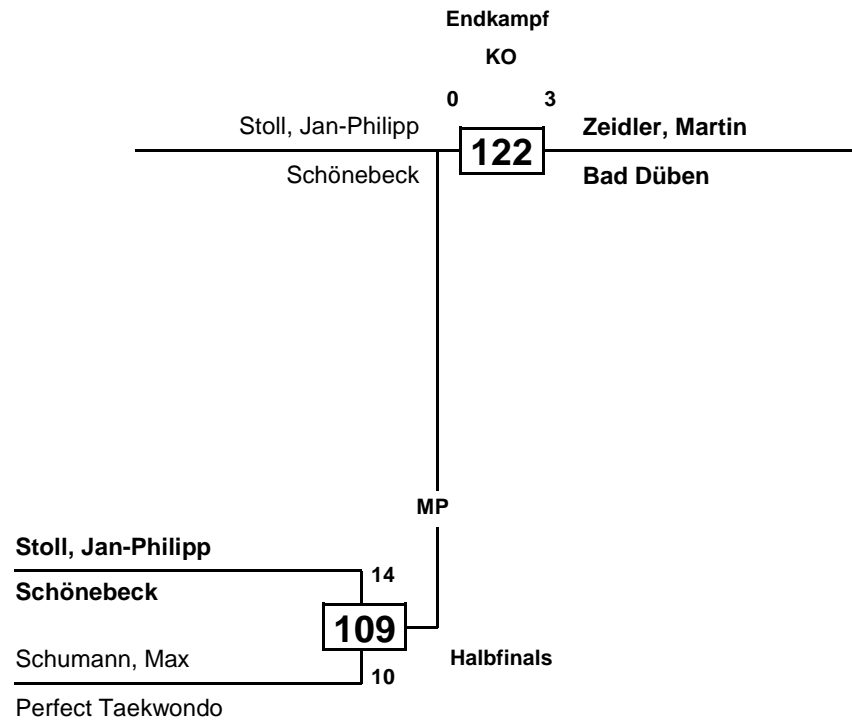 Endkampf
KO
0 3
Stoll, Jan-Philipp
Schönebeck
122
Zeidler, Martin
Bad Düben
MP
Stoll, Jan-Philipp
Schönebeck
14
109
Schumann, Max
10
Perfect Taekwondo
Halbfinals